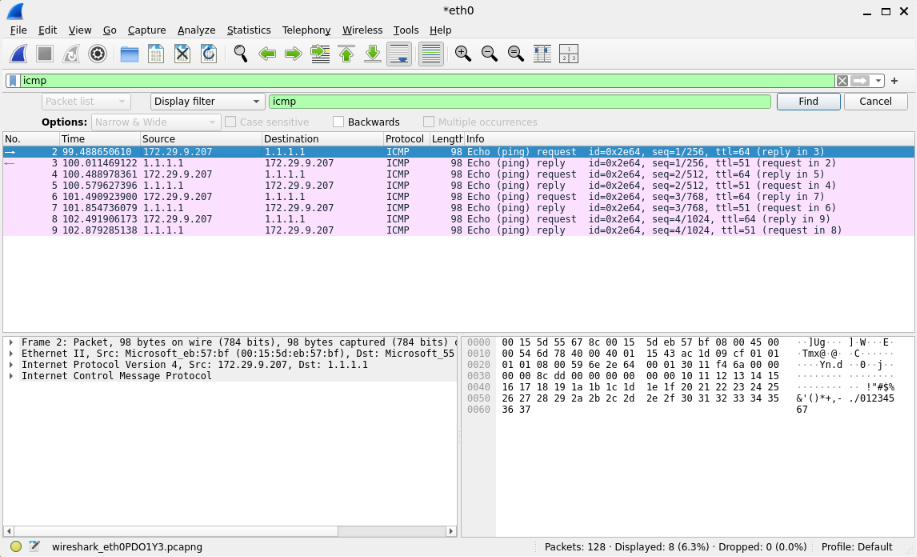 *eth0
File Edit View Go Capture Analyze Statistics Telephony Wireless Tools Help
icmp
Packet list Display filter icmp Find Cancel
Options: Narrow & Wide Case sensitive Backwards Multiple occurrences
No. Time Source Destination Protocol Length Info
2 99.488650610 172.29.9.207 1.1.1.1 ICMP 98 Echo (ping) request id=0x2e64, seq=1/256, ttl=64 (reply in 3)
3 100.011469122 1.1.1.1 172.29.9.207 ICMP 98 Echo (ping) reply id=0x2e64, seq=1/256, ttl=51 (request in 2)
4 100.488978361 172.29.9.207 1.1.1.1 ICMP 98 Echo (ping) request id=0x2e64, seq=2/512, ttl=64 (reply in 5)
5 100.579627396 1.1.1.1 172.29.9.207 ICMP 98 Echo (ping) reply id=0x2e64, seq=2/512, ttl=51 (request in 4)
6 101.490923900 172.29.9.207 1.1.1.1 ICMP 98 Echo (ping) request id=0x2e64, seq=3/768, ttl=64 (reply in 7)
7 101.854736079 1.1.1.1 172.29.9.207 ICMP 98 Echo (ping) reply id=0x2e64, seq=3/768, ttl=51 (request in 6)
8 102.491906173 172.29.9.207 1.1.1.1 ICMP 98 Echo (ping) request id=0x2e64, seq=4/1024, ttl=64 (reply in 9)
9 102.879285138 1.1.1.1 172.29.9.207 ICMP 98 Echo (ping) reply id=0x2e64, seq=4/1024, ttl=51 (request in 8)
Frame 2: Packet, 98 bytes on wire (784 bits), 98 bytes captured (784 bits)
Ethernet II, Src: Microsoft_eb:57:bf (00:15:5d:eb:57:bf), Dst: Microsoft_55
Internet Protocol Version 4, Src: 172.29.9.207, Dst: 1.1.1.1
Internet Control Message Protocol
0000 00 15 5d 55 67 8c 00 15 5d eb 57 bf 08 00 45 00 ··]Ug··· ]·W···E·
0010 00 54 6d 78 40 00 40 01 15 43 ac 1d 09 cf 01 01 ·Tmx@·@· ·C······
0020 01 01 08 00 59 6e 2e 64 00 01 30 11 f4 6a 00 00 ····Yn.d ··0··j··
0030 00 00 8c dd 00 00 00 00 00 00 10 11 12 13 14 15 ········ ········
0040 16 17 18 19 1a 1b 1c 1d 1e 1f 20 21 22 23 24 25 ········ ·· !"#$%
0050 26 27 28 29 2a 2b 2c 2d 2e 2f 30 31 32 33 34 35 &'()*+,- ./012345
0060 36 37 67
wireshark_eth0PDO1Y3.pcapng Packets: 128 · Displayed: 8 (6.3%) · Dropped: 0 (0.0%) Profile: Default